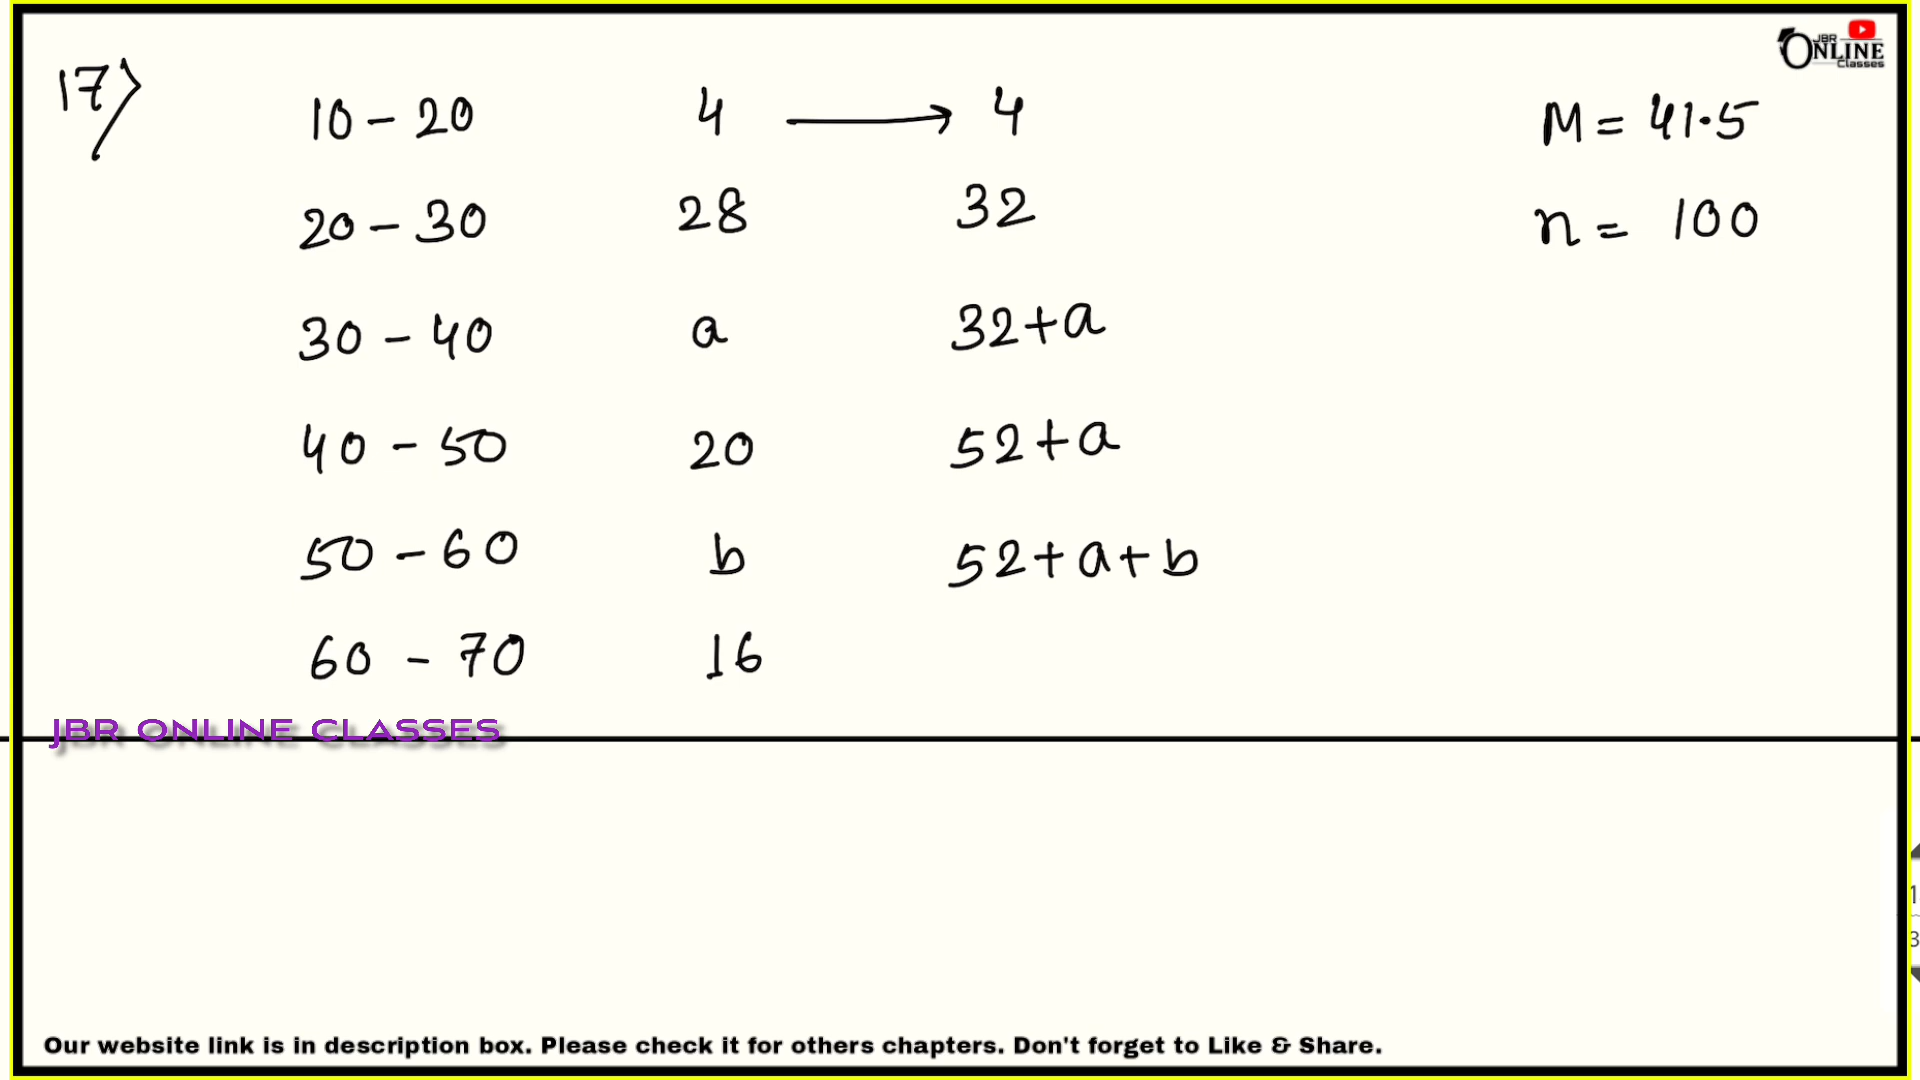 17)
10 - 20 4 → 4
20 - 30 28 32
30 - 40 a 32+a
40 - 50 20 52+a
50 - 60 b 52+a+b
60 - 70 16
M = 41.5
n = 100
JBR
ONLINE
Classes
JBR ONLINE CLASSES
1
3
Our website link is in description box. Please check it for others chapters. Don't forget to Like & Share.